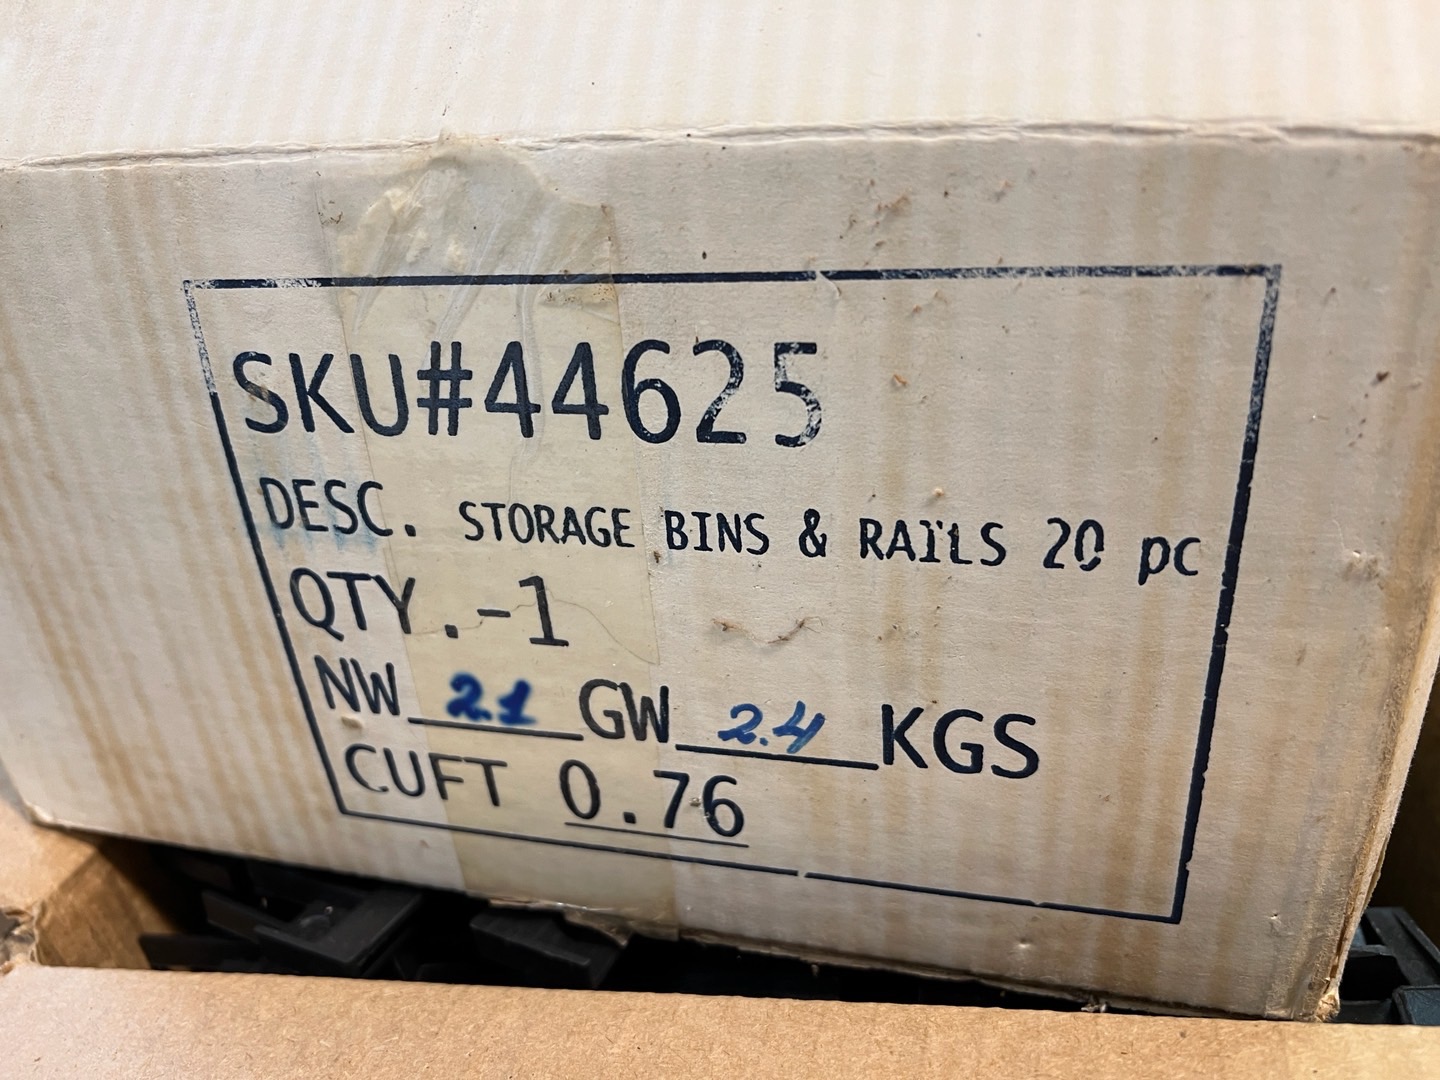 SKU#44625
DESC. STORAGE BINS & RAILS 20 pc
QTY.-1
NW 2.1 GW 2.4 KGS
CUFT 0.76